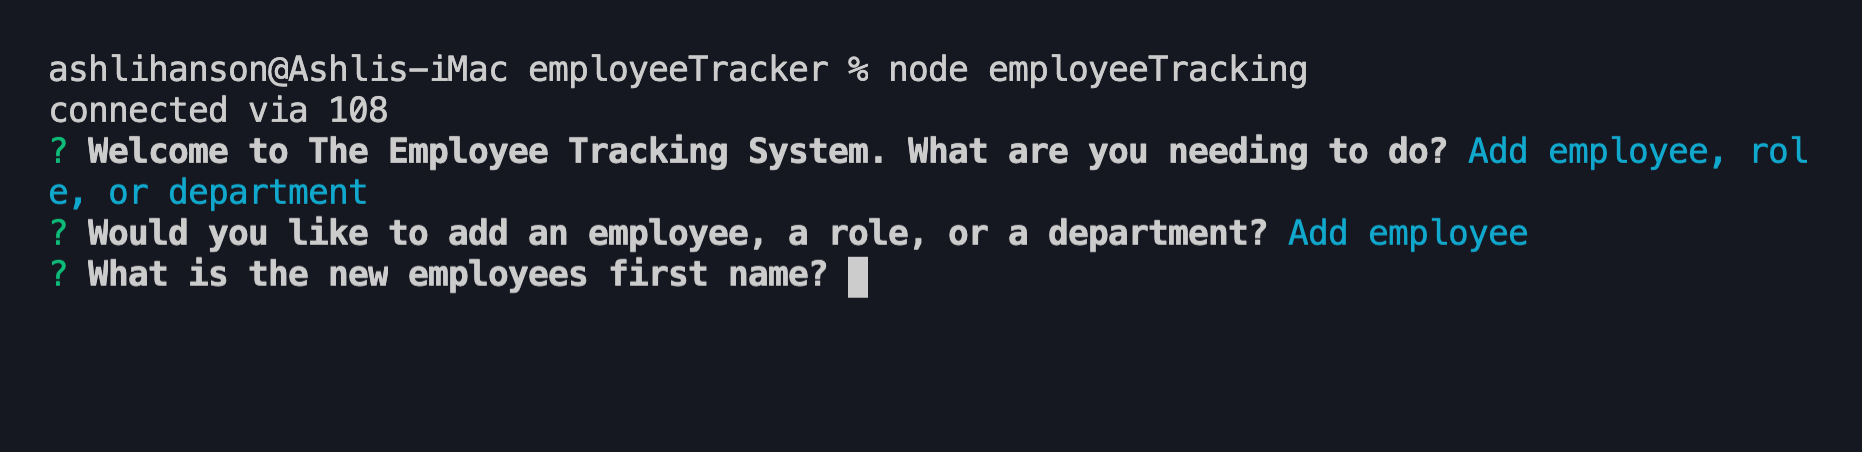 ashlihanson@Ashlis-iMac employeeTracker % node employeeTracking
connected via 108
? Welcome to The Employee Tracking System. What are you needing to do? Add employee, rol
e, or department
? Would you like to add an employee, a role, or a department? Add employee
? What is the new employees first name?